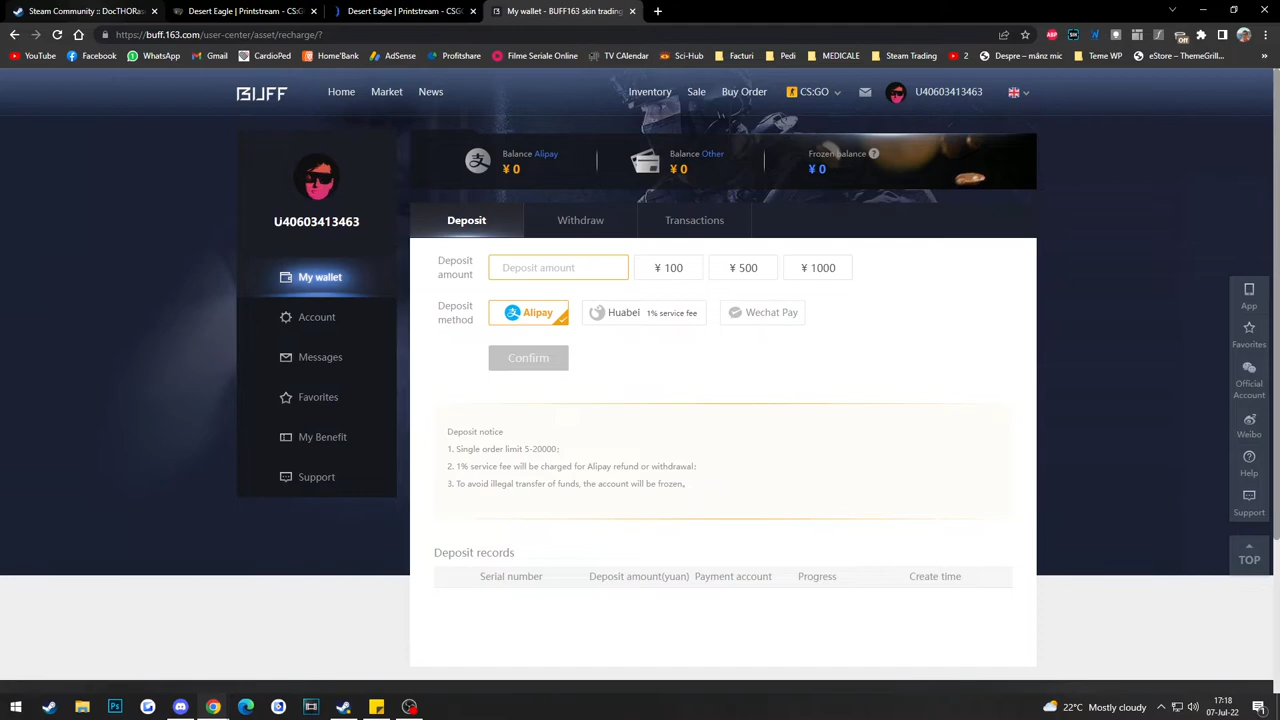 Steam Community :: DocTHORas
Desert Eagle | Printstream - CS:G
Desert Eagle | Printstream - CSGO
My wallet - BUFF163 skin trading
https://buff.163.com/user-center/asset/recharge/?
YouTube
Facebook
WhatsApp
Gmail
CardioMed
Home'Bank
AdSense
Profitshare
Filme Seriale Online
TV CAlendar
Sci-Hub
Facturi
PED
MEDICALE
Steam Trading
2
Despre – mânz mic
Teme WP
eStore – ThemeGrill...
BUFF
Home
Market
News
Inventory
Sale
Buy Order
CS:GO
U40603413463
Balance Alipay
¥ 0
Balance Other
¥ 0
Frozen balance ?
¥ 0
U40603413463
My wallet
Account
Messages
Favorites
My Benefit
Support
Deposit
Withdraw
Transactions
Deposit
amount
Deposit amount
¥ 100
¥ 500
¥ 1000
Deposit
method
支 Alipay
Huabei 1% service fee
Wechat Pay
Confirm
Deposit notice
1. Single order limit 5-20000;
2. 1% service fee will be charged for Alipay refund or withdrawal;
3. To avoid illegal transfer of funds, the account will be frozen。
Deposit records
Serial number
Deposit amount(yuan)
Payment account
Progress
Create time
App
Favorites
Official
Account
Weibo
Help
Support
TOP
Ps
22°C Mostly cloudy
17:18
07-Jul-22